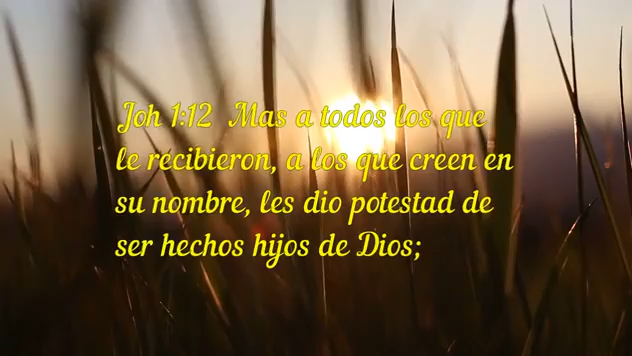 Joh 1:12  Mas a todos los que
le recibieron, a los que creen en
su nombre, les dio potestad de
ser hechos hijos de Dios;